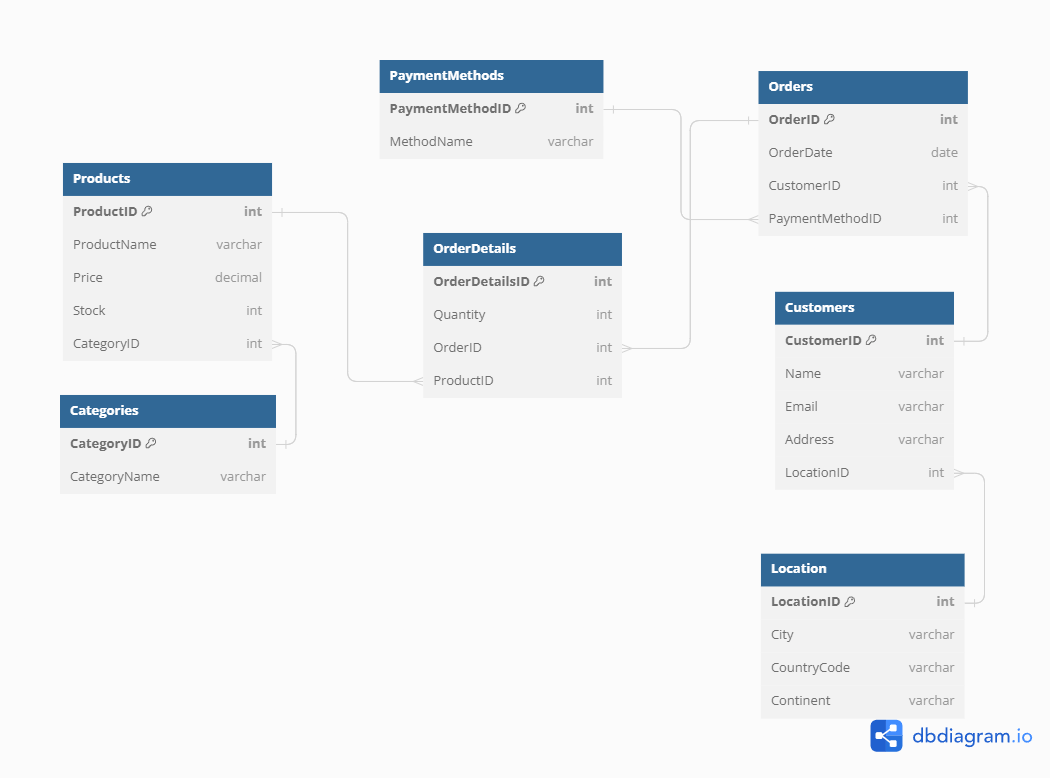 PaymentMethods
PaymentMethodID int
MethodName varchar
Orders
OrderID int
OrderDate date
CustomerID int
PaymentMethodID int
Products
ProductID int
ProductName varchar
Price decimal
Stock int
CategoryID int
OrderDetails
OrderDetailsID int
Quantity int
OrderID int
ProductID int
Customers
CustomerID int
Name varchar
Email varchar
Address varchar
LocationID int
Categories
CategoryID int
CategoryName varchar
Location
LocationID int
City varchar
CountryCode varchar
Continent varchar
dbdiagram.io